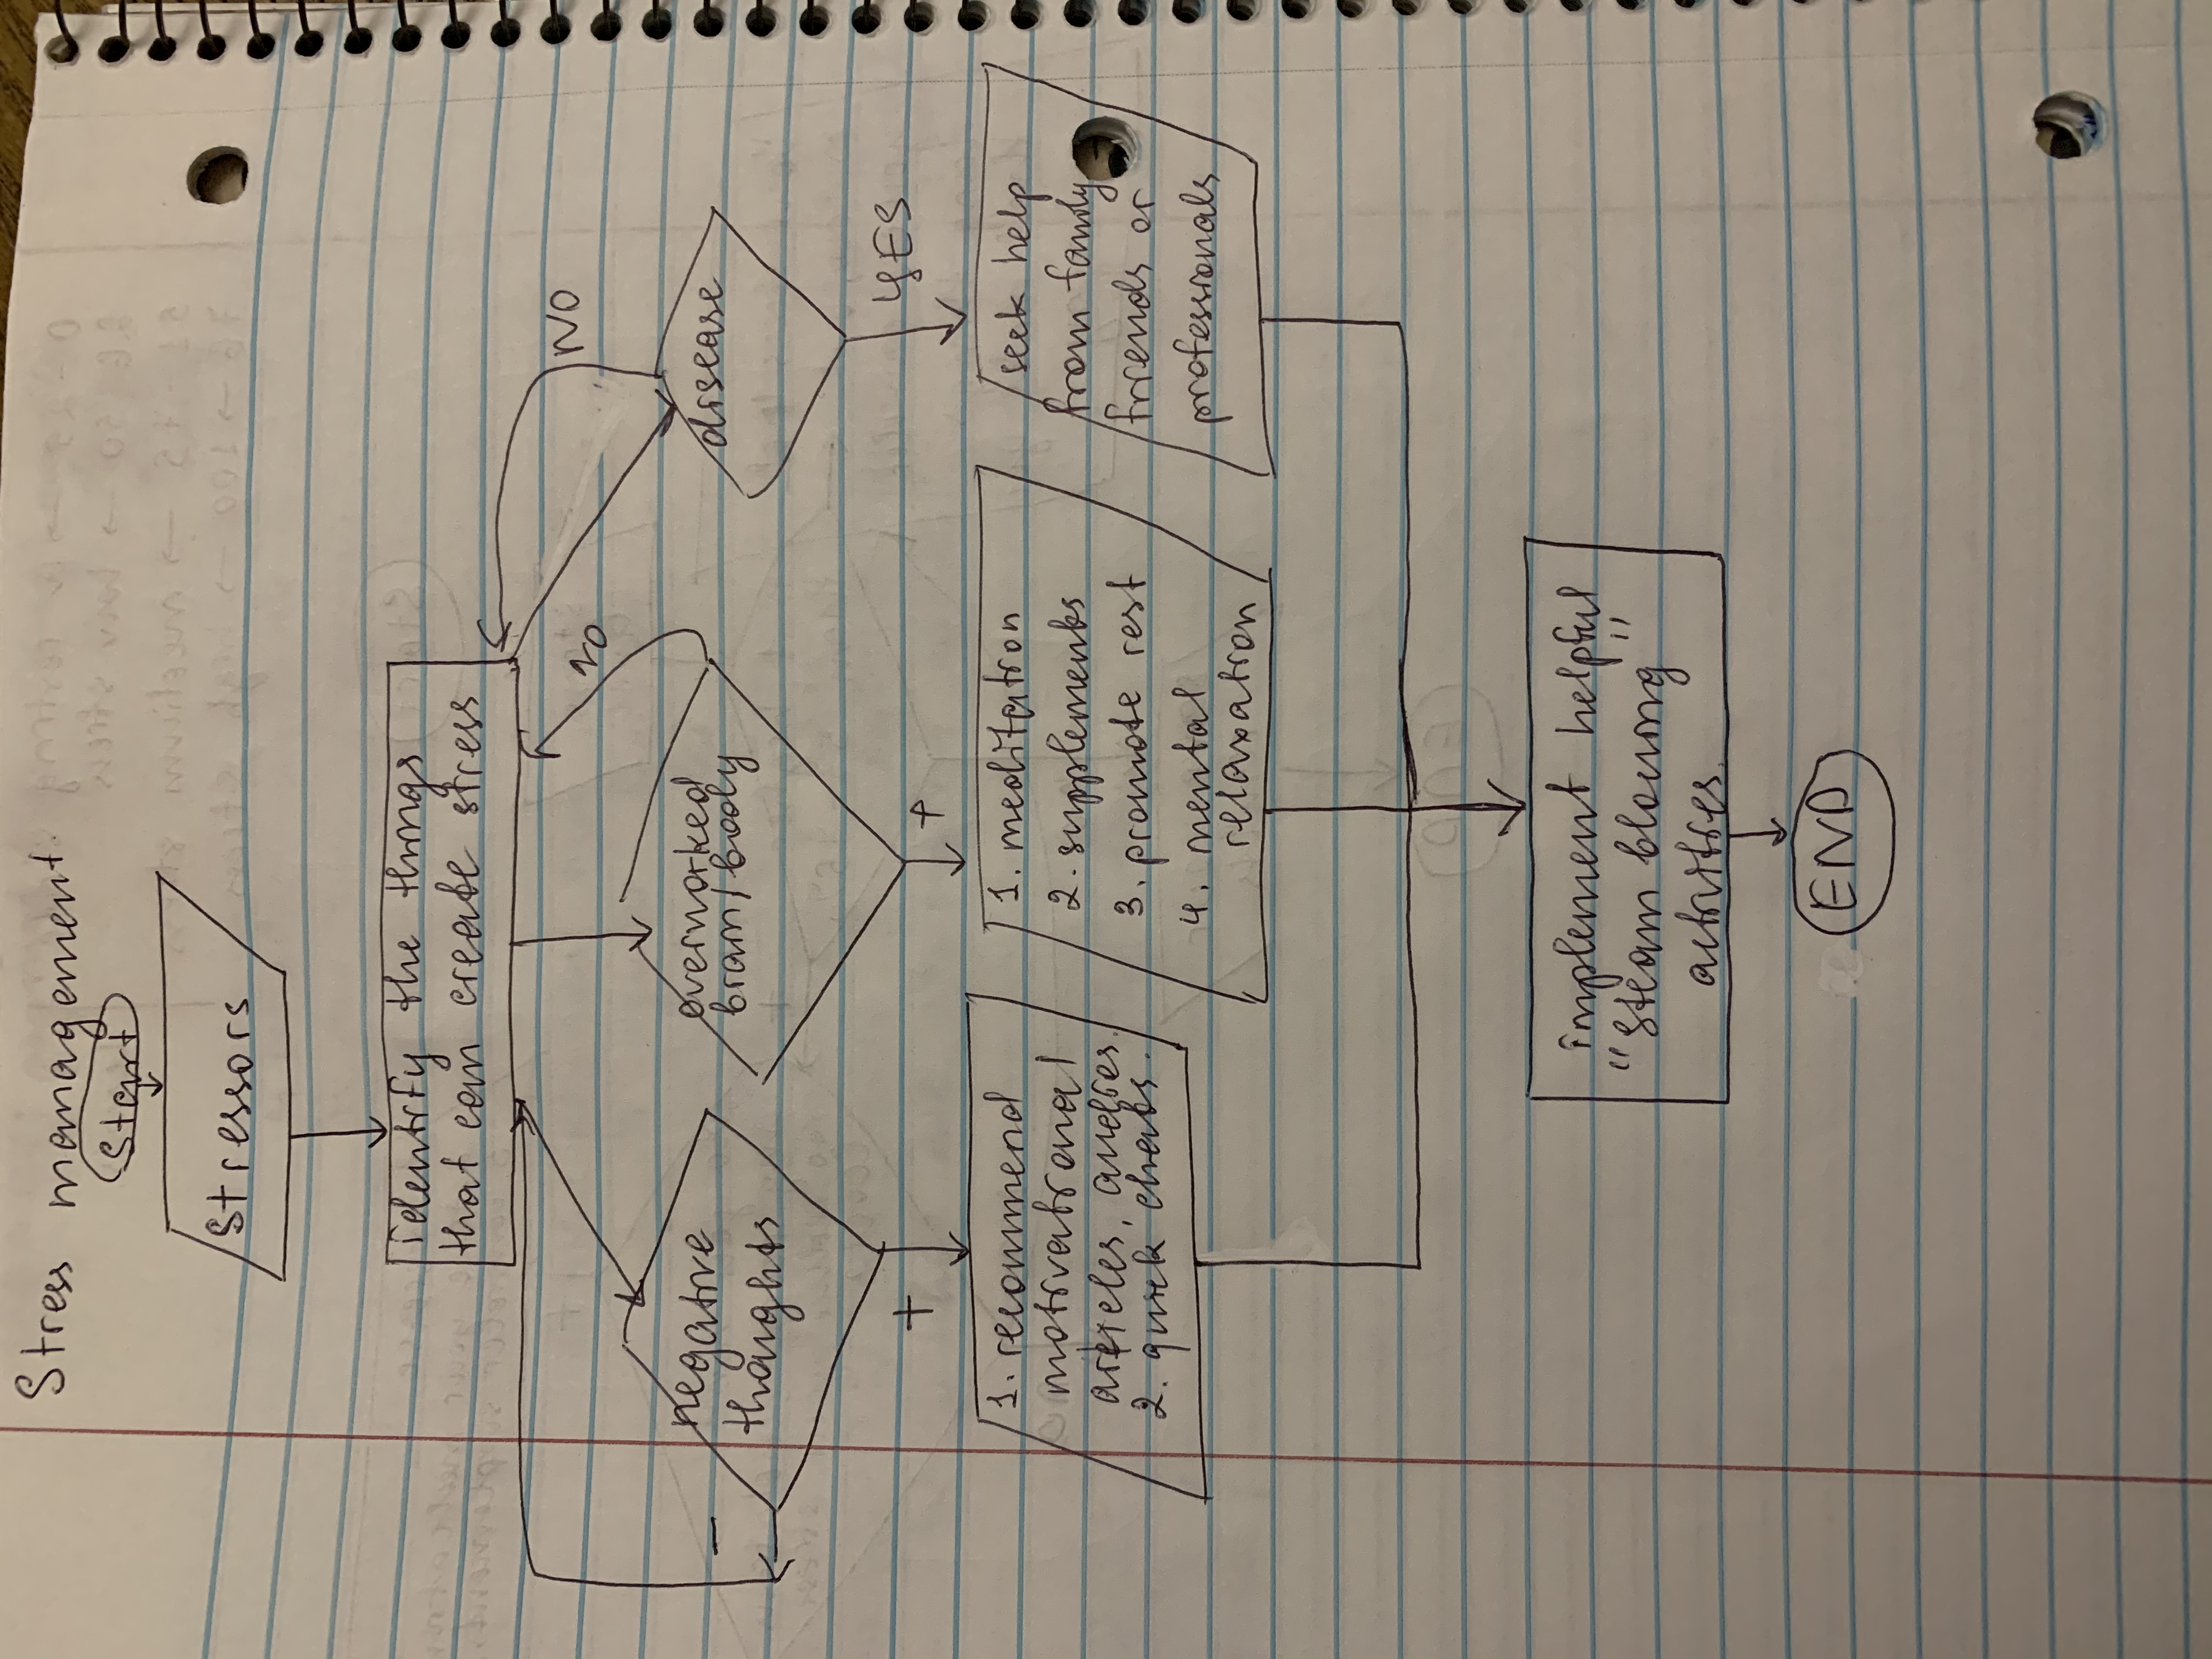 Stress management.
Start
Stressors
identify the things
that can create stress
NO
NO
negative
thoughts
overworked
brain/body
disease
-
+
+
YES
1. recommend
motivational
articles, audies.
2. quick chats.
1. meditation
2. supplements
3. promote rest
4. mental
relaxation
seek help
from family
friends or
professionals
implement helpful
"Steam blowing"
activities.
END